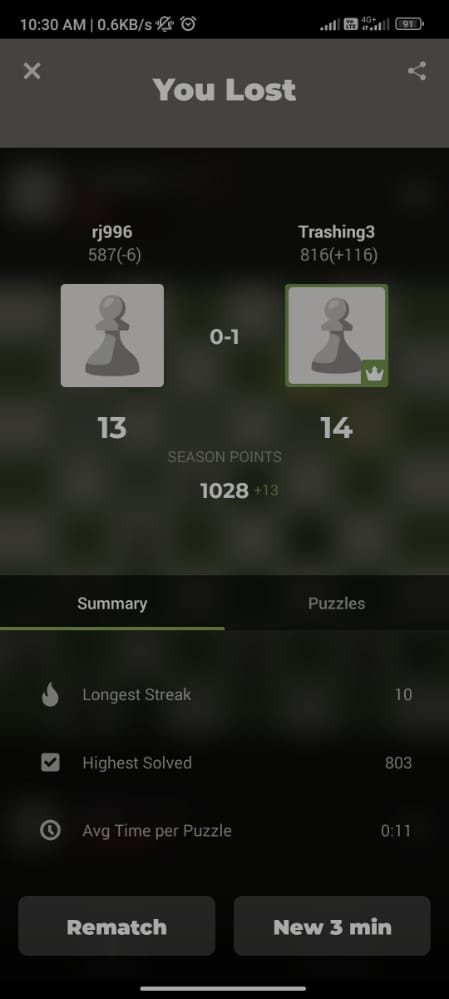 10:30 AM | 0.6KB/s
4G+
91
You Lost
rj996
587(-6)
Trashing3
816(+116)
0-1
13
14
SEASON POINTS
1028 +13
Summary
Puzzles
Longest Streak
10
Highest Solved
803
Avg Time per Puzzle
0:11
Rematch
New 3 min